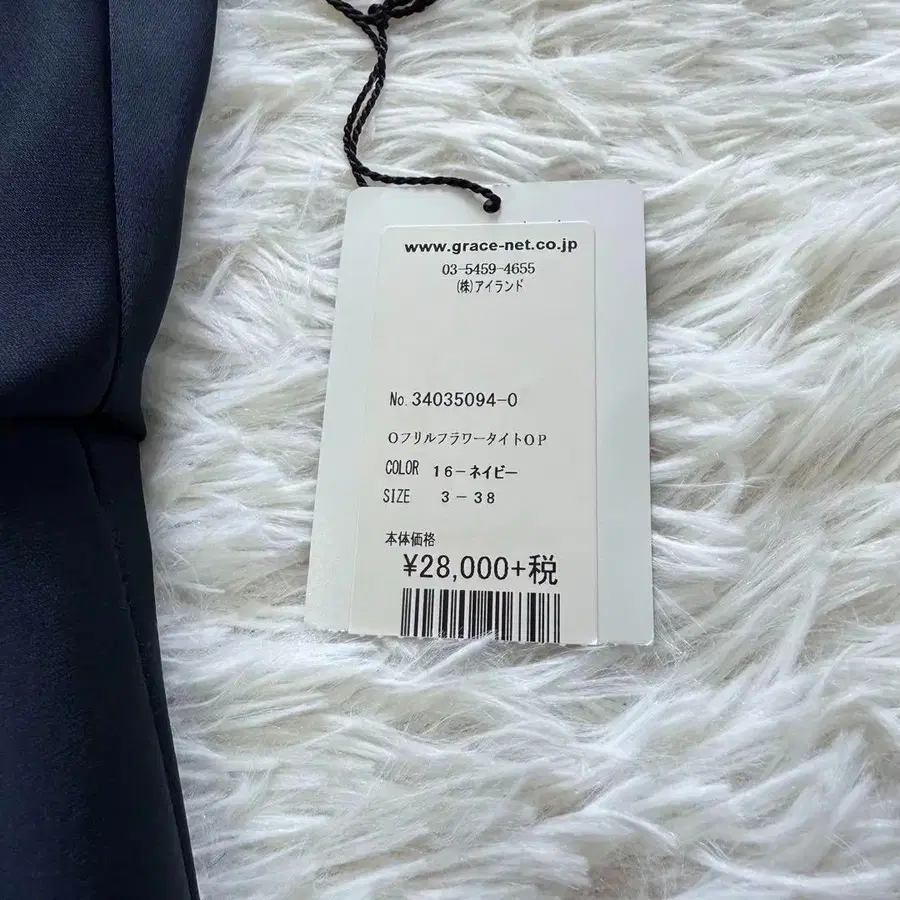 www.grace-net.co.jp
03-5459-4655
(株)アイランド
No. 34035094-0
OフリルフラワータイトOP
COLOR 16-ネイビー
SIZE 3-38
本体価格
¥28,000+税